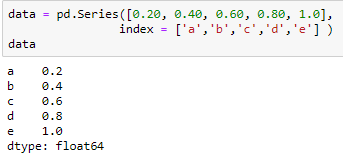 data = pd.Series([0.20, 0.40, 0.60, 0.80, 1.0],
index = ['a','b','c','d','e'] )
data
a 0.2
b 0.4
c 0.6
d 0.8
e 1.0
dtype: float64